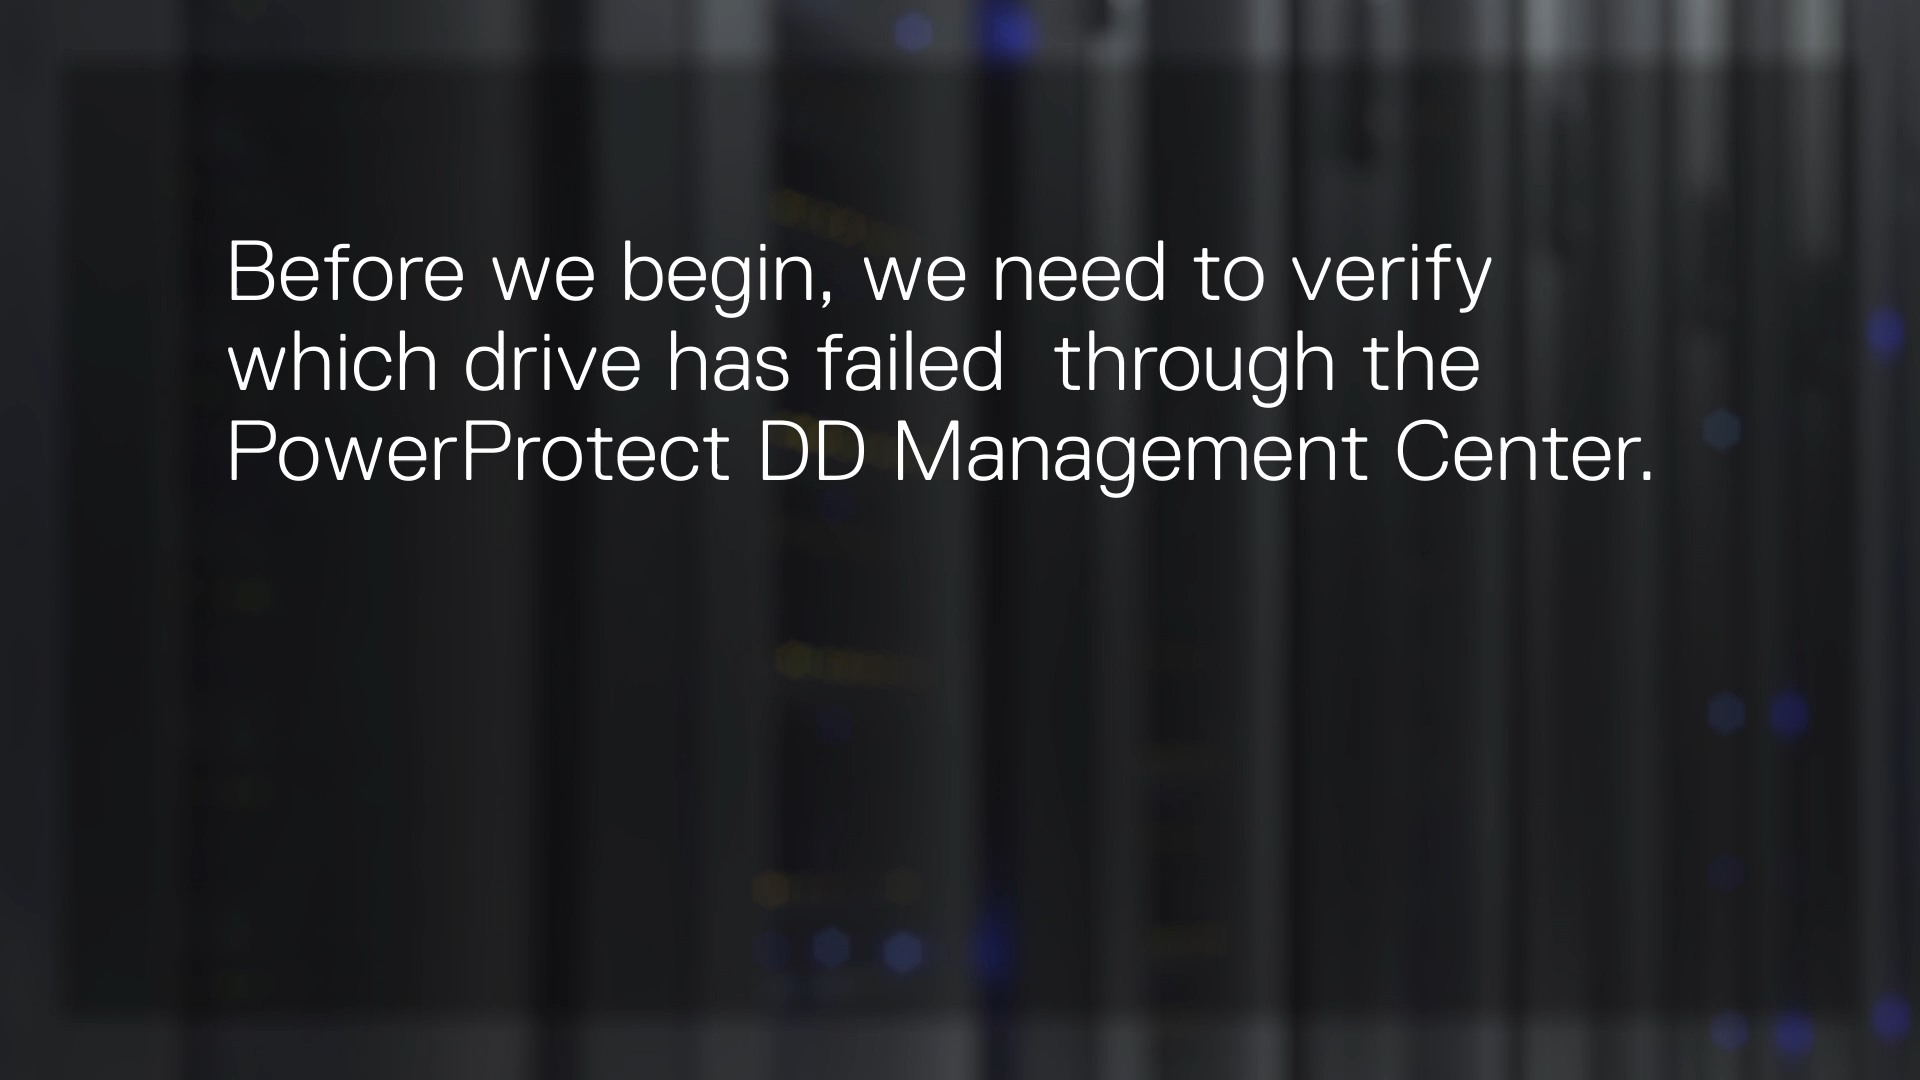 Before we begin, we need to verify
which drive has failed  through the
PowerProtect DD Management Center.